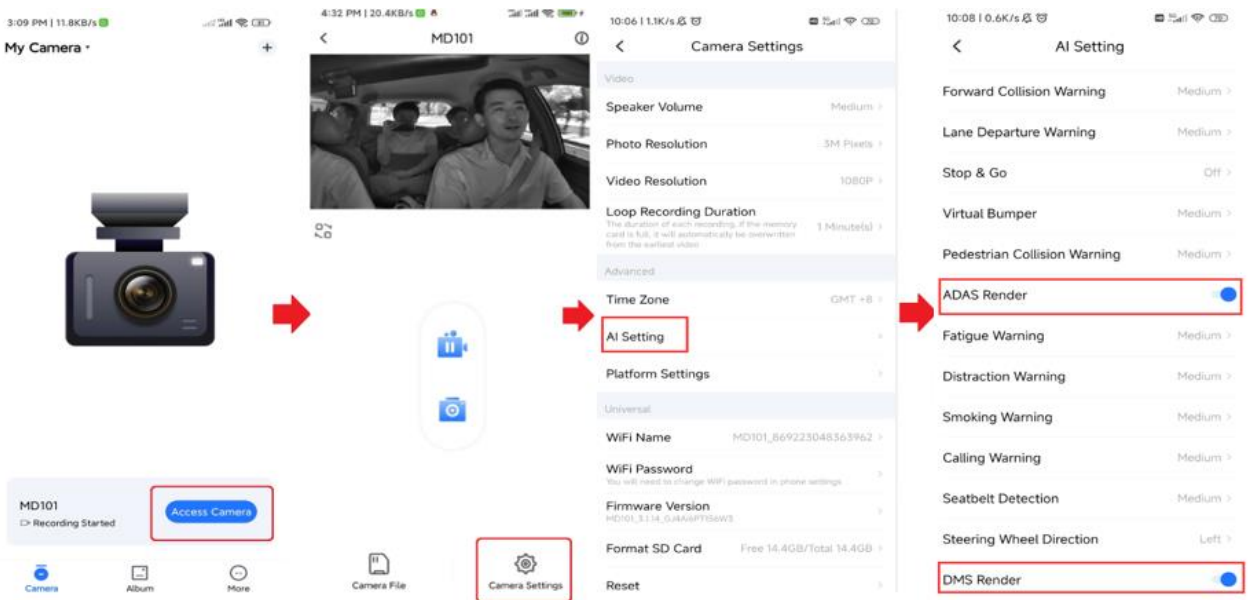 3:09 PM | 11.8KB/s
My Camera
+
MD101
Recording Started
Access Camera
Camera
Album
More
4:32 PM | 20.4KB/s
MD101
Camera File
Camera Settings
10:06 | 1.1K/s
Camera Settings
Video
Speaker Volume Medium
Photo Resolution 3M Pixels
Video Resolution 1080P
Loop Recording Duration
The duration of each recording, if the memory
card is full, it will automatically be overwritten
from the earliest video
1 Minute(s)
Advanced
Time Zone GMT +8
AI Setting
Platform Settings
Universal
WiFi Name MD101_869223048363962
WiFi Password
You will need to change WiFi password in phone settings
Firmware Version
Format SD Card Free 14.4GB/Total 14.4GB
Reset
10:08 | 0.6K/s
AI Setting
Forward Collision Warning Medium
Lane Departure Warning Medium
Stop & Go Off
Virtual Bumper Medium
Pedestrian Collision Warning Medium
ADAS Render
Fatigue Warning Medium
Distraction Warning Medium
Smoking Warning Medium
Calling Warning Medium
Seatbelt Detection Medium
Steering Wheel Direction Left
DMS Render